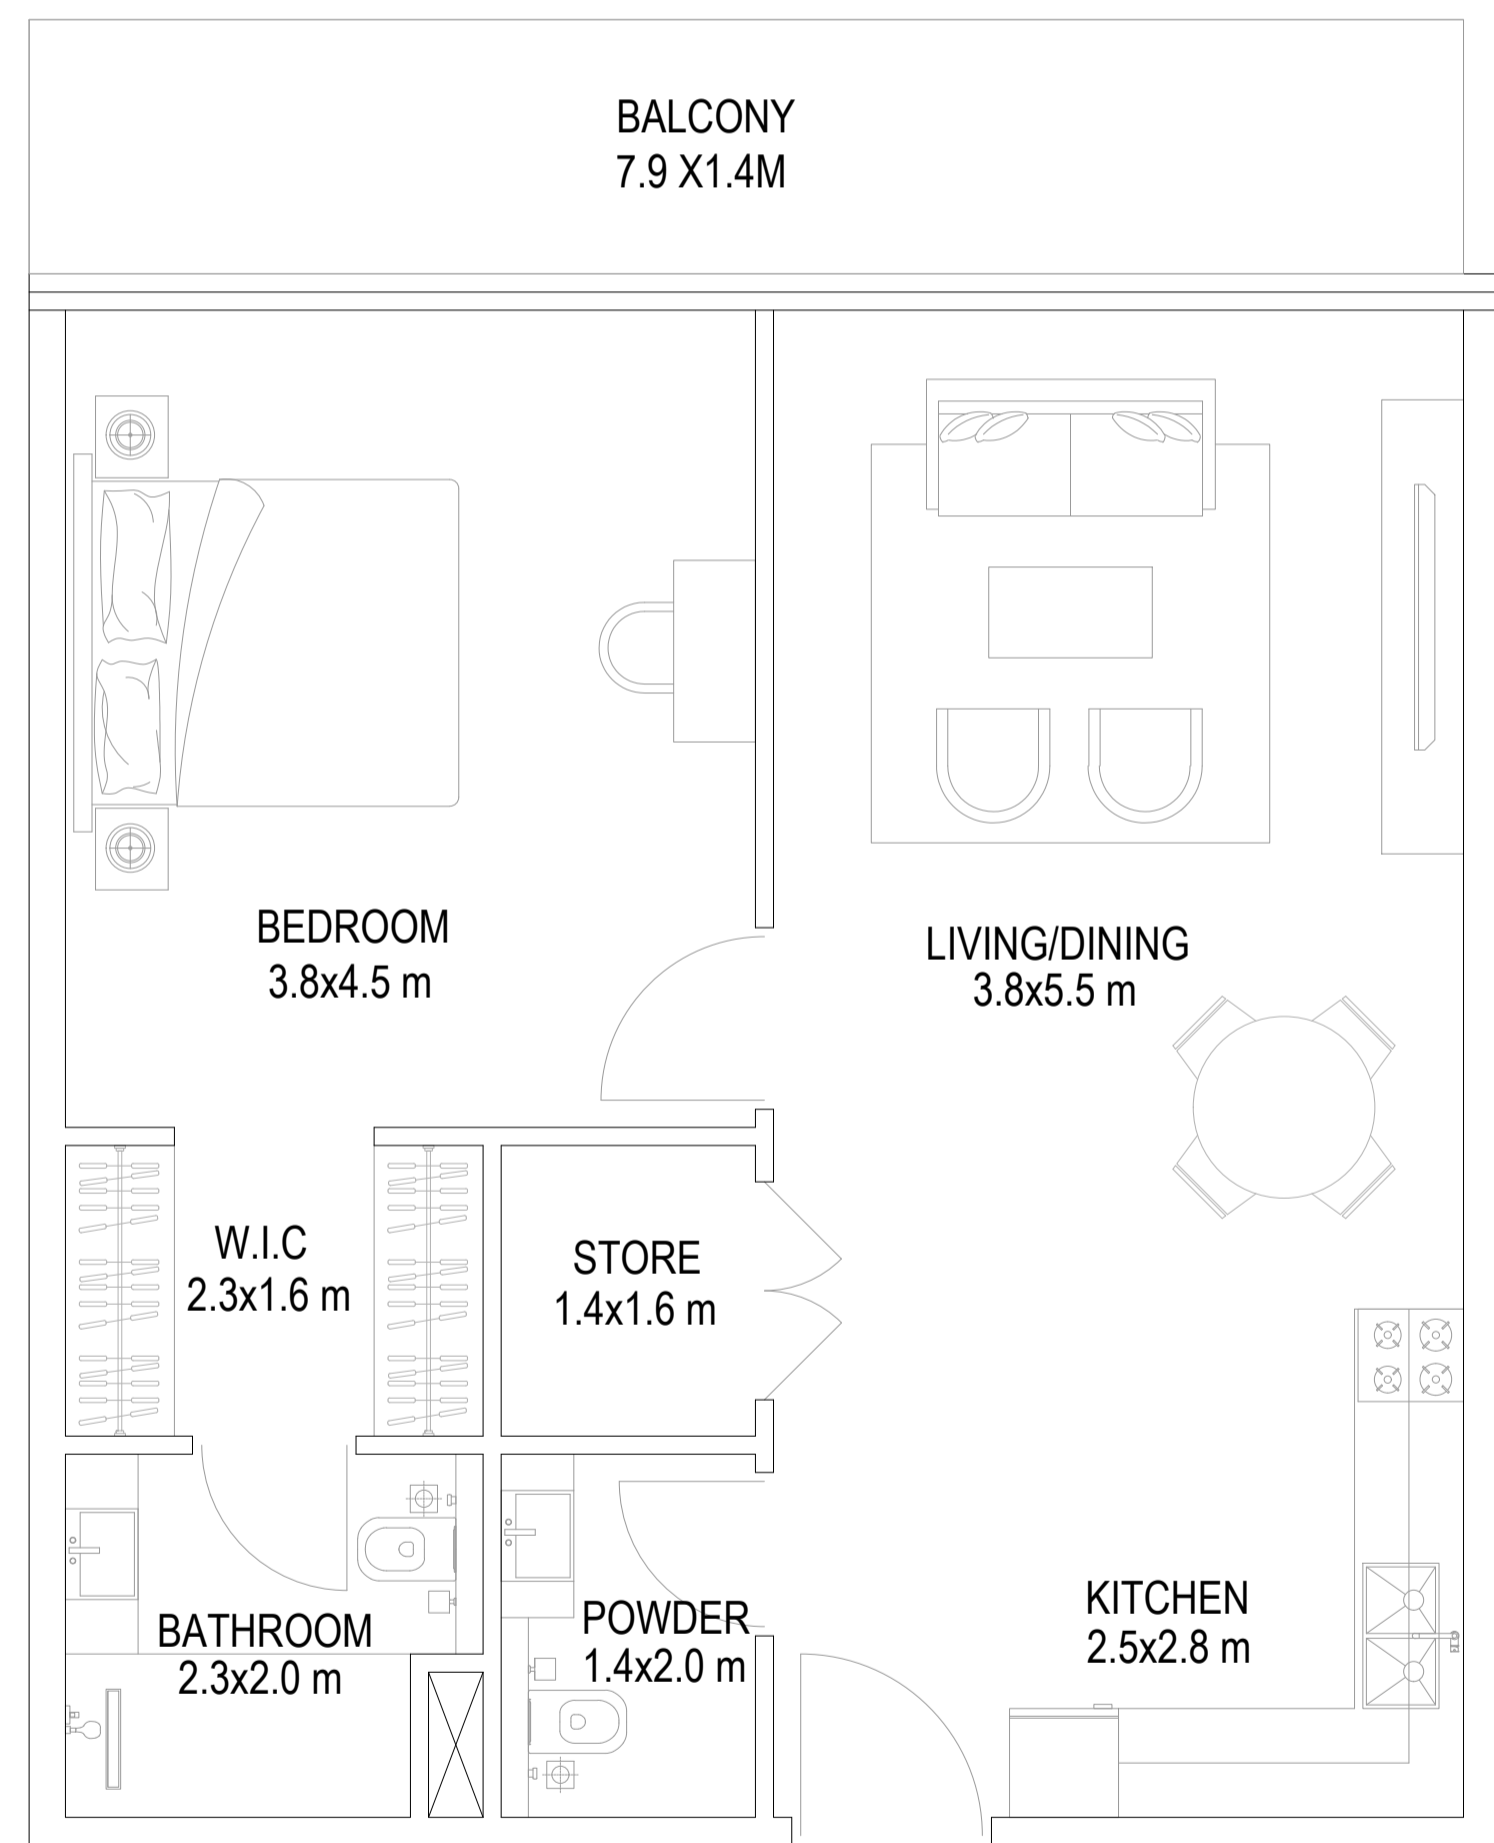 BALCONY
7.9 X1.4M
BEDROOM
3.8x4.5 m
LIVING/DINING
3.8x5.5 m
W.I.C
2.3x1.6 m
STORE
1.4x1.6 m
BATHROOM
2.3x2.0 m
POWDER
1.4x2.0 m
KITCHEN
2.5x2.8 m